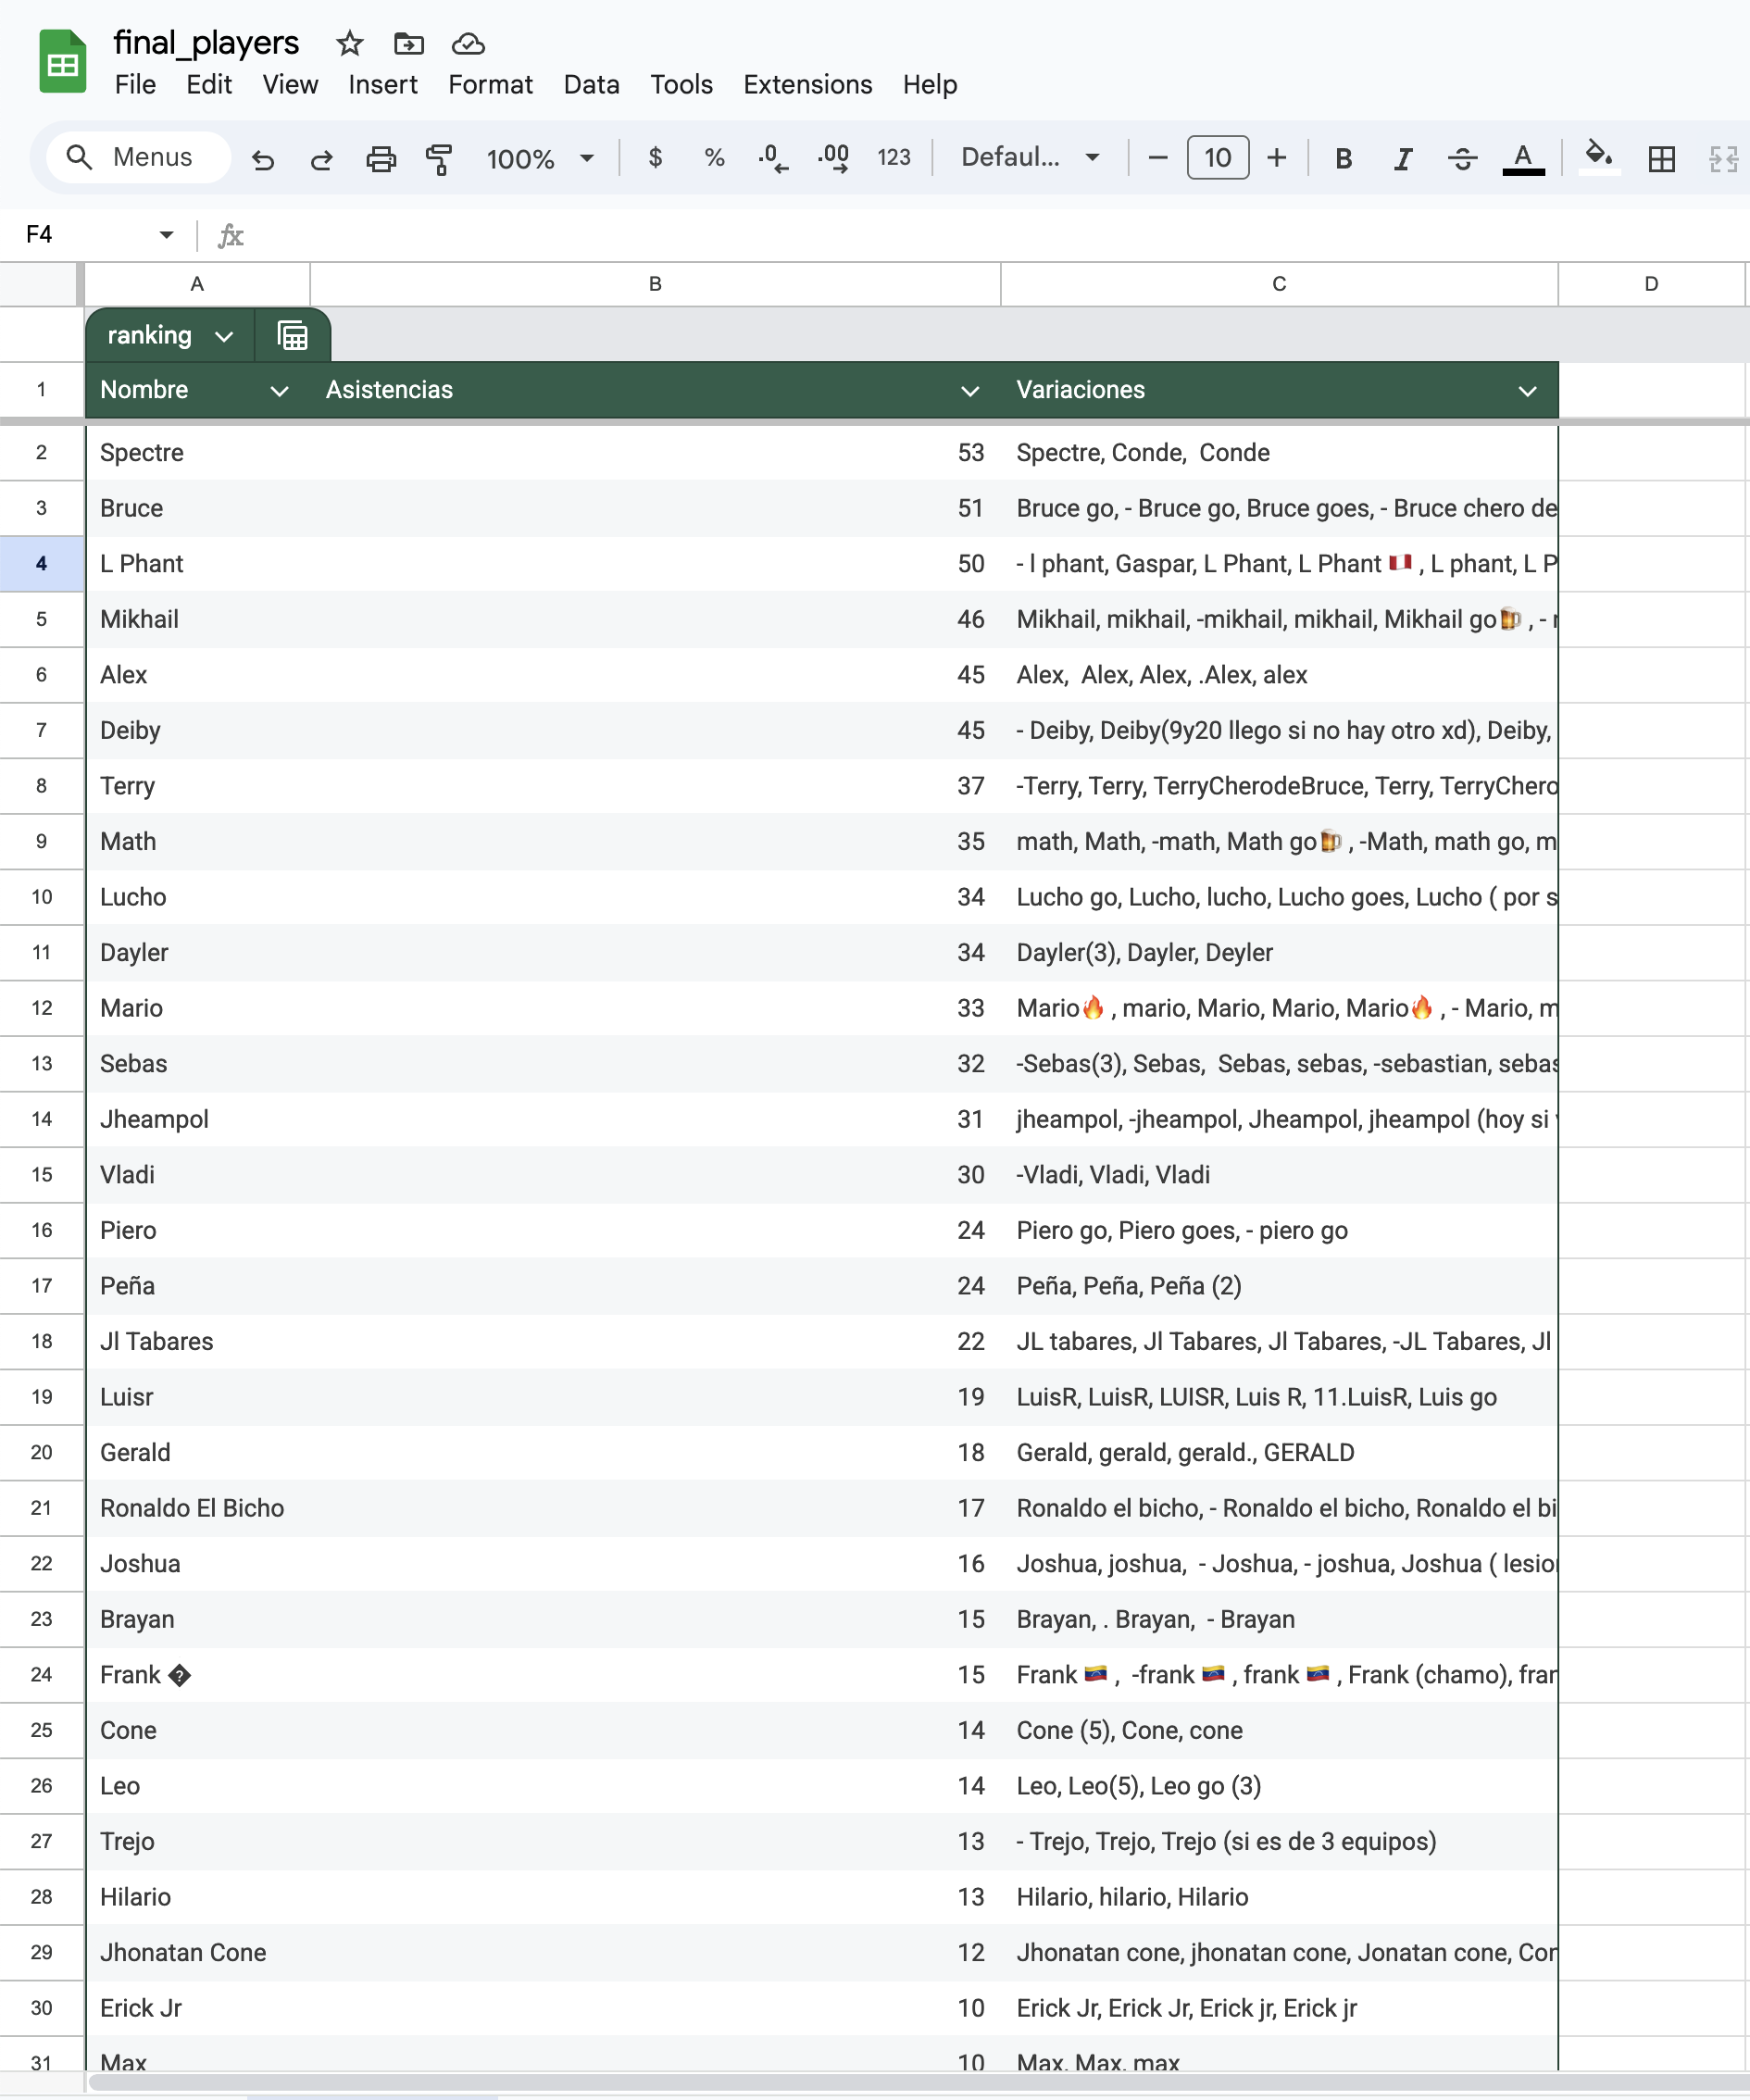 final_players
File Edit View Insert Format Data Tools Extensions Help
Menus 100% $ % .0 .00 123 Defaul... 10 B I S A
F4 fx
A B C D
ranking
1 Nombre Asistencias Variaciones
2 Spectre 53 Spectre, Conde,  Conde
3 Bruce 51 Bruce go, - Bruce go, Bruce goes, - Bruce chero de
4 L Phant 50 - l phant, Gaspar, L Phant, L Phant 🇵🇪 , L phant, L P
5 Mikhail 46 Mikhail, mikhail, -mikhail, mikhail, Mikhail go🍺 , -
6 Alex 45 Alex,  Alex, Alex, .Alex, alex
7 Deiby 45 - Deiby, Deiby(9y20 llego si no hay otro xd), Deiby,
8 Terry 37 -Terry, Terry, TerryCherodeBruce, Terry, TerryChero
9 Math 35 math, Math, -math, Math go🍺 , -Math, math go, m
10 Lucho 34 Lucho go, Lucho, lucho, Lucho goes, Lucho ( por s
11 Dayler 34 Dayler(3), Dayler, Deyler
12 Mario 33 Mario🔥 , mario, Mario, Mario, Mario🔥 , - Mario, m
13 Sebas 32 -Sebas(3), Sebas,  Sebas, sebas, -sebastian, sebas
14 Jheampol 31 jheampol, -jheampol, Jheampol, jheampol (hoy si
15 Vladi 30 -Vladi, Vladi, Vladi
16 Piero 24 Piero go, Piero goes, - piero go
17 Peña 24 Peña, Peña, Peña (2)
18 Jl Tabares 22 JL tabares, Jl Tabares, Jl Tabares, -JL Tabares, Jl
19 Luisr 19 LuisR, LuisR, LUISR, Luis R, 11.LuisR, Luis go
20 Gerald 18 Gerald, gerald, gerald., GERALD
21 Ronaldo El Bicho 17 Ronaldo el bicho, - Ronaldo el bicho, Ronaldo el bi
22 Joshua 16 Joshua, joshua,  - Joshua, - joshua, Joshua ( lesio
23 Brayan 15 Brayan, . Brayan,  - Brayan
24 Frank � 15 Frank 🇻🇪 ,  -frank 🇻🇪 , frank 🇻🇪 , Frank (chamo), fran
25 Cone 14 Cone (5), Cone, cone
26 Leo 14 Leo, Leo(5), Leo go (3)
27 Trejo 13 - Trejo, Trejo, Trejo (si es de 3 equipos)
28 Hilario 13 Hilario, hilario, Hilario
29 Jhonatan Cone 12 Jhonatan cone, jhonatan cone, Jonatan cone, Con
30 Erick Jr 10 Erick Jr, Erick Jr, Erick jr, Erick jr
31 Max 10 Max, Max, max